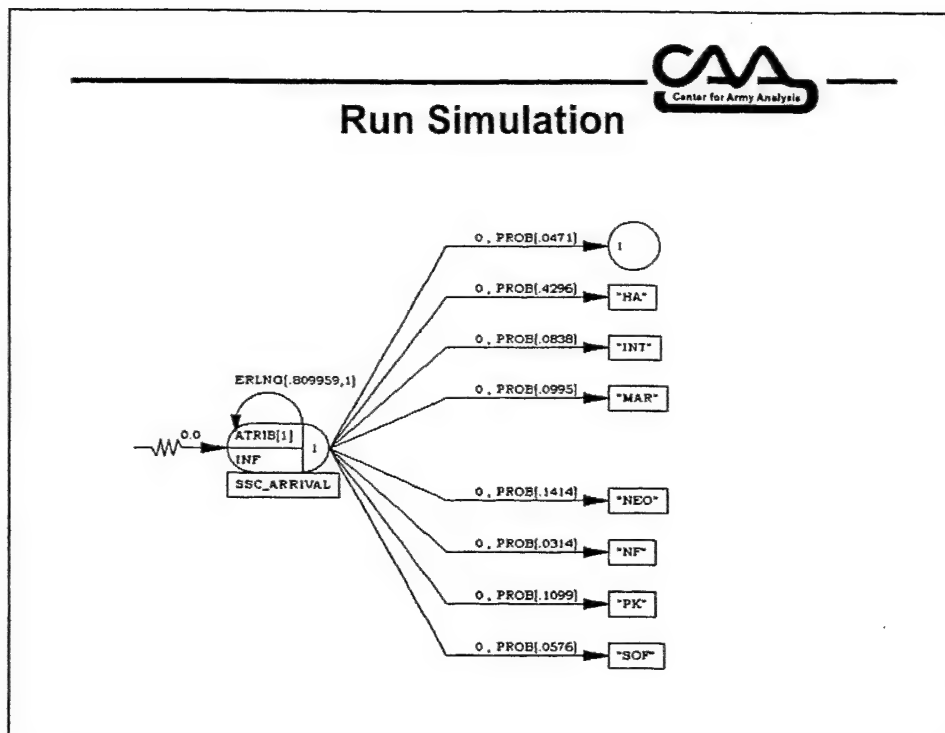 CAA
Center for Army Analysis
Run Simulation
0 , PROB[.0471]
1
0 , PROB[.4296]
"HA"
0 , PROB[.0838]
"INT"
ERLNG[.809959,1]
0 , PROB[.0995]
"MAR"
0.0
ATRIB[1]
1
INF
SSC_ARRIVAL
0 , PROB[.1414]
"NEO"
0 , PROB[.0314]
"NF"
0 , PROB[.1099]
"PK"
0 , PROB[.0576]
"SOF"